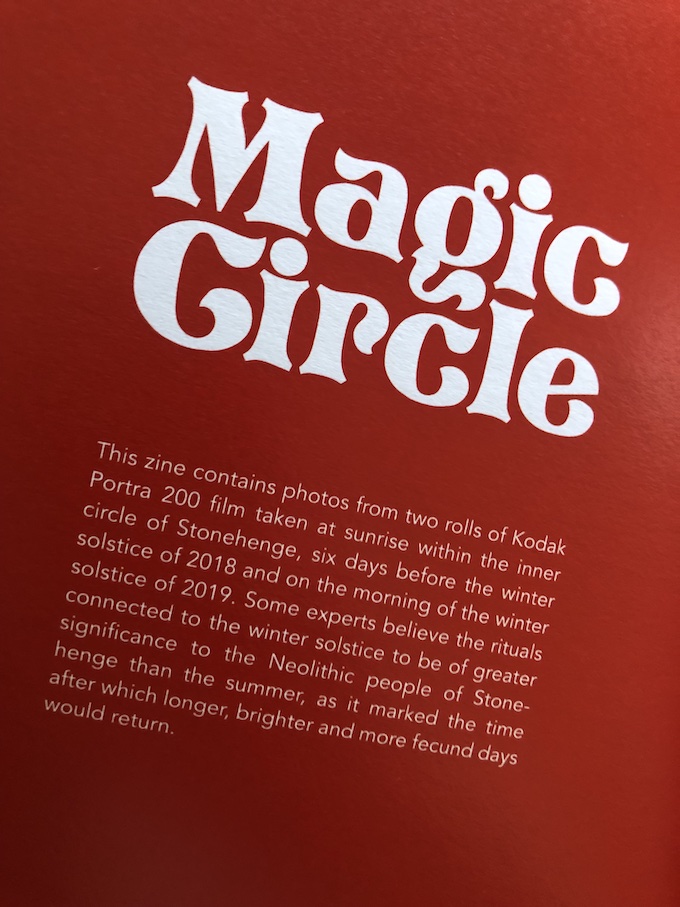 Magic
Circle
This zine contains photos from two rolls of Kodak
Portra 200 film taken at sunrise within the inner
circle of Stonehenge, six days before the winter
solstice of 2018 and on the morning of the winter
solstice of 2019. Some experts believe the rituals
connected to the winter solstice to be of greater
significance to the Neolithic people of Stone-
henge than the summer, as it marked the time
after which longer, brighter and more fecund days
would return.